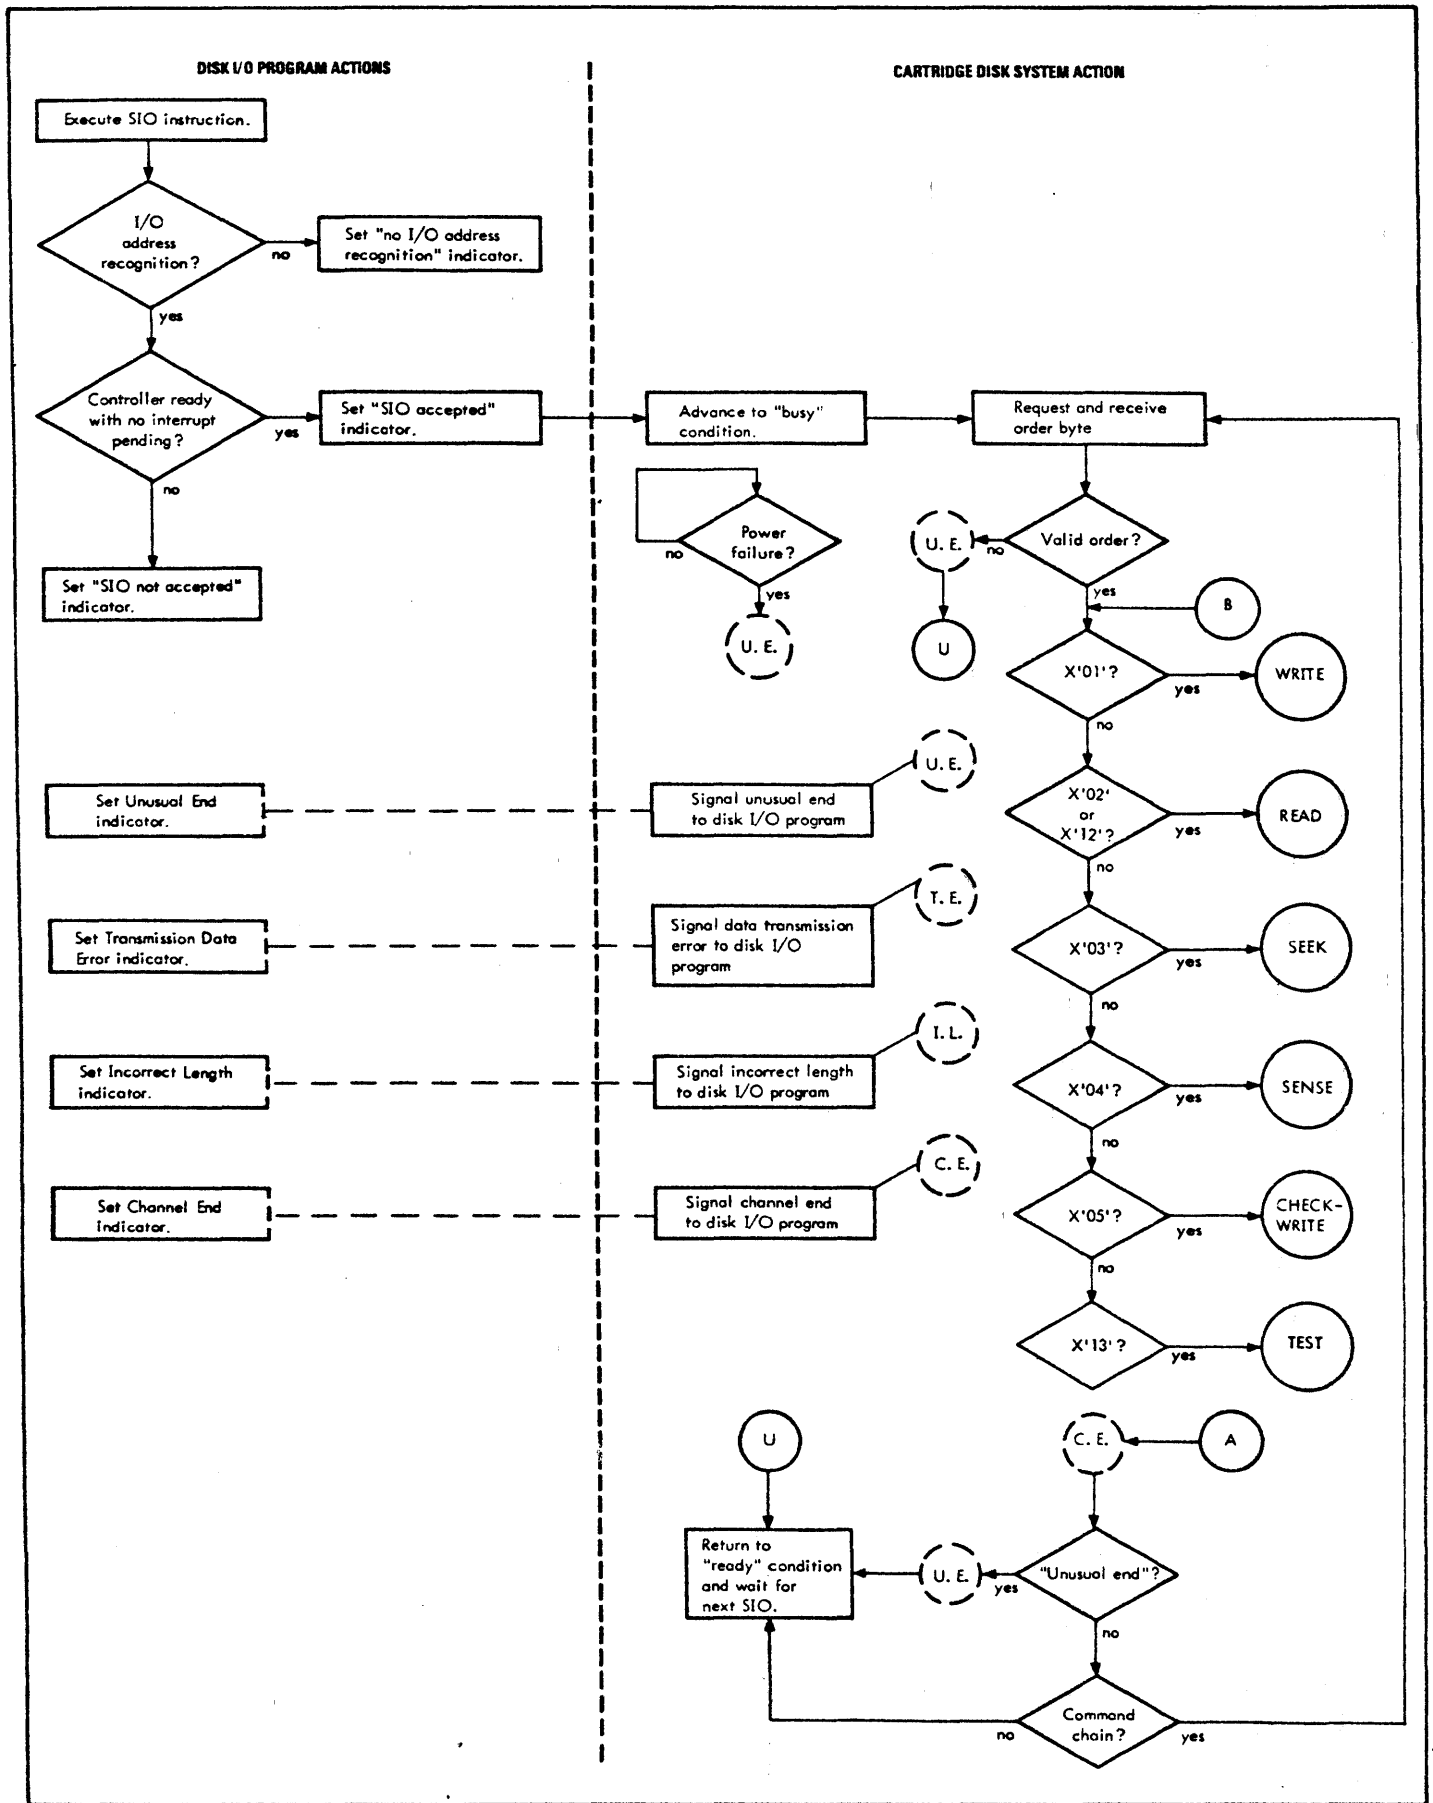 DISK I/O PROGRAM ACTIONS
CARTRIDGE DISK SYSTEM ACTION
Execute SIO instruction.
I/O
address
recognition?
no
Set "no I/O address
recognition" indicator.
yes
Controller ready
with no interrupt
pending?
yes
Set "SIO accepted"
indicator.
Advance to "busy"
condition.
Request and receive
order byte
no
Set "SIO not accepted"
indicator.
Power
failure?
no
yes
U. E.
Valid order?
no
U. E.
U
yes
B
X'01'?
yes
WRITE
no
X'02'
or
X'12'?
yes
READ
no
X'03'?
yes
SEEK
no
X'04'?
yes
SENSE
no
X'05'?
yes
CHECK-
WRITE
no
X'13'?
yes
TEST
Set Unusual End
indicator.
Signal unusual end
to disk I/O program
U. E.
Set Transmission Data
Error indicator.
Signal data transmission
error to disk I/O
program
T. E.
Set Incorrect Length
indicator.
Signal incorrect length
to disk I/O program
I. L.
Set Channel End
indicator.
Signal channel end
to disk I/O program
C. E.
U
C. E.
A
Return to
"ready" condition
and wait for
next SIO.
U. E.
yes
"Unusual end"?
no
Command
chain?
no
yes